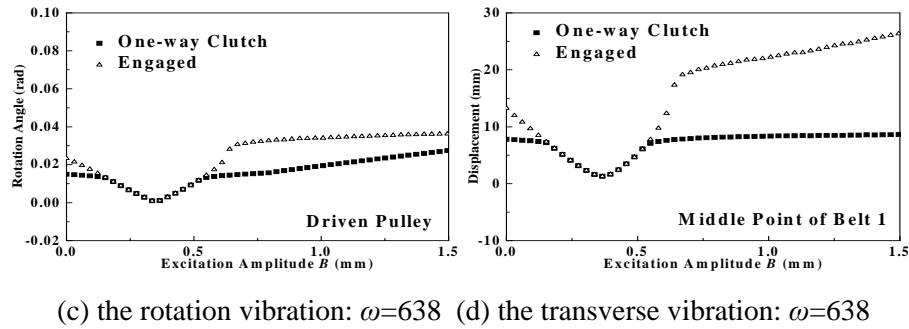 0.10
0.08
0.06
0.04
0.02
0.00
-0.02
Rotation Angle (rad)
One-way Clutch
Engaged
Driven Pulley
0.0 0.5 1.0 1.5
Excitation Amplitude B (mm)
30
20
10
0
-10
Displacement (mm)
One-way Clutch
Engaged
Middle Point of Belt 1
0.0 0.5 1.0 1.5
Excitation Amplitude B (mm)
(c) the rotation vibration: ω=638 (d) the transverse vibration: ω=638